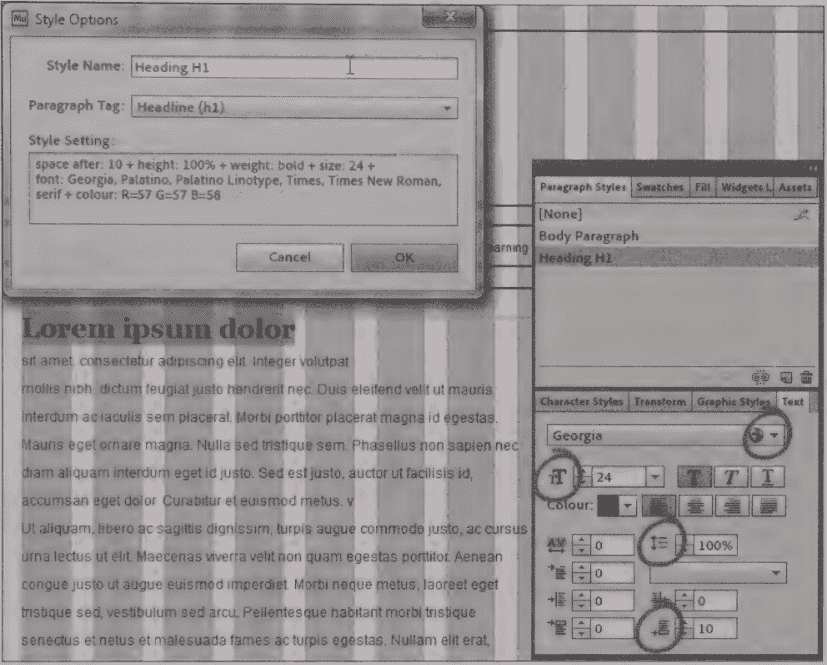 Mu Style Options
Style Name: Heading H1
Paragraph Tag: Headline (h1)
Style Setting:
space after: 10 + height: 100% + weight: bold + size: 24 +
font: Georgia, Palatino, Palatino Linotype, Times, Times New Roman,
serif + colour: R=57 G=57 B=58
Cancel
OK
arning
Paragraph Styles
Swatches
Fill
Widgets L
Assets
[None]
Body Paragraph
Heading H1
Lorem ipsum dolor
sit amet, consectetur adipiscing elit. Integer volutpat
mollis nibh, dictum feugiat justo hendrerit nec. Duis eleifend velit ut mauris
interdum ac iaculis sem placerat. Morbi porttitor placerat magna id egestas.
Mauris eget ornare magna. Nulla sed tristique sem. Phasellus non sapien nec
diam aliquam interdum eget id justo. Sed est justo, auctor ut facilisis id,
accumsan eget dolor. Curabitur et euismod metus. v
Ut aliquam, libero ac sagittis dignissim, turpis augue commodo justo, ac cursus
urna lectus ut elit. Maecenas viverra velit non quam egestas porttitor. Aenean
congue justo ut augue euismod imperdiet. Morbi neque metus, laoreet eget
tristique sed, vestibulum sed arcu. Pellentesque habitant morbi tristique
senectus et netus et malesuada fames ac turpis egestas. Nullam elit erat,
Character Styles
Transform
Graphic Styles
Text
Georgia
TT 24 T T T
Colour:
AV 0 100%
0
0 0
0 10